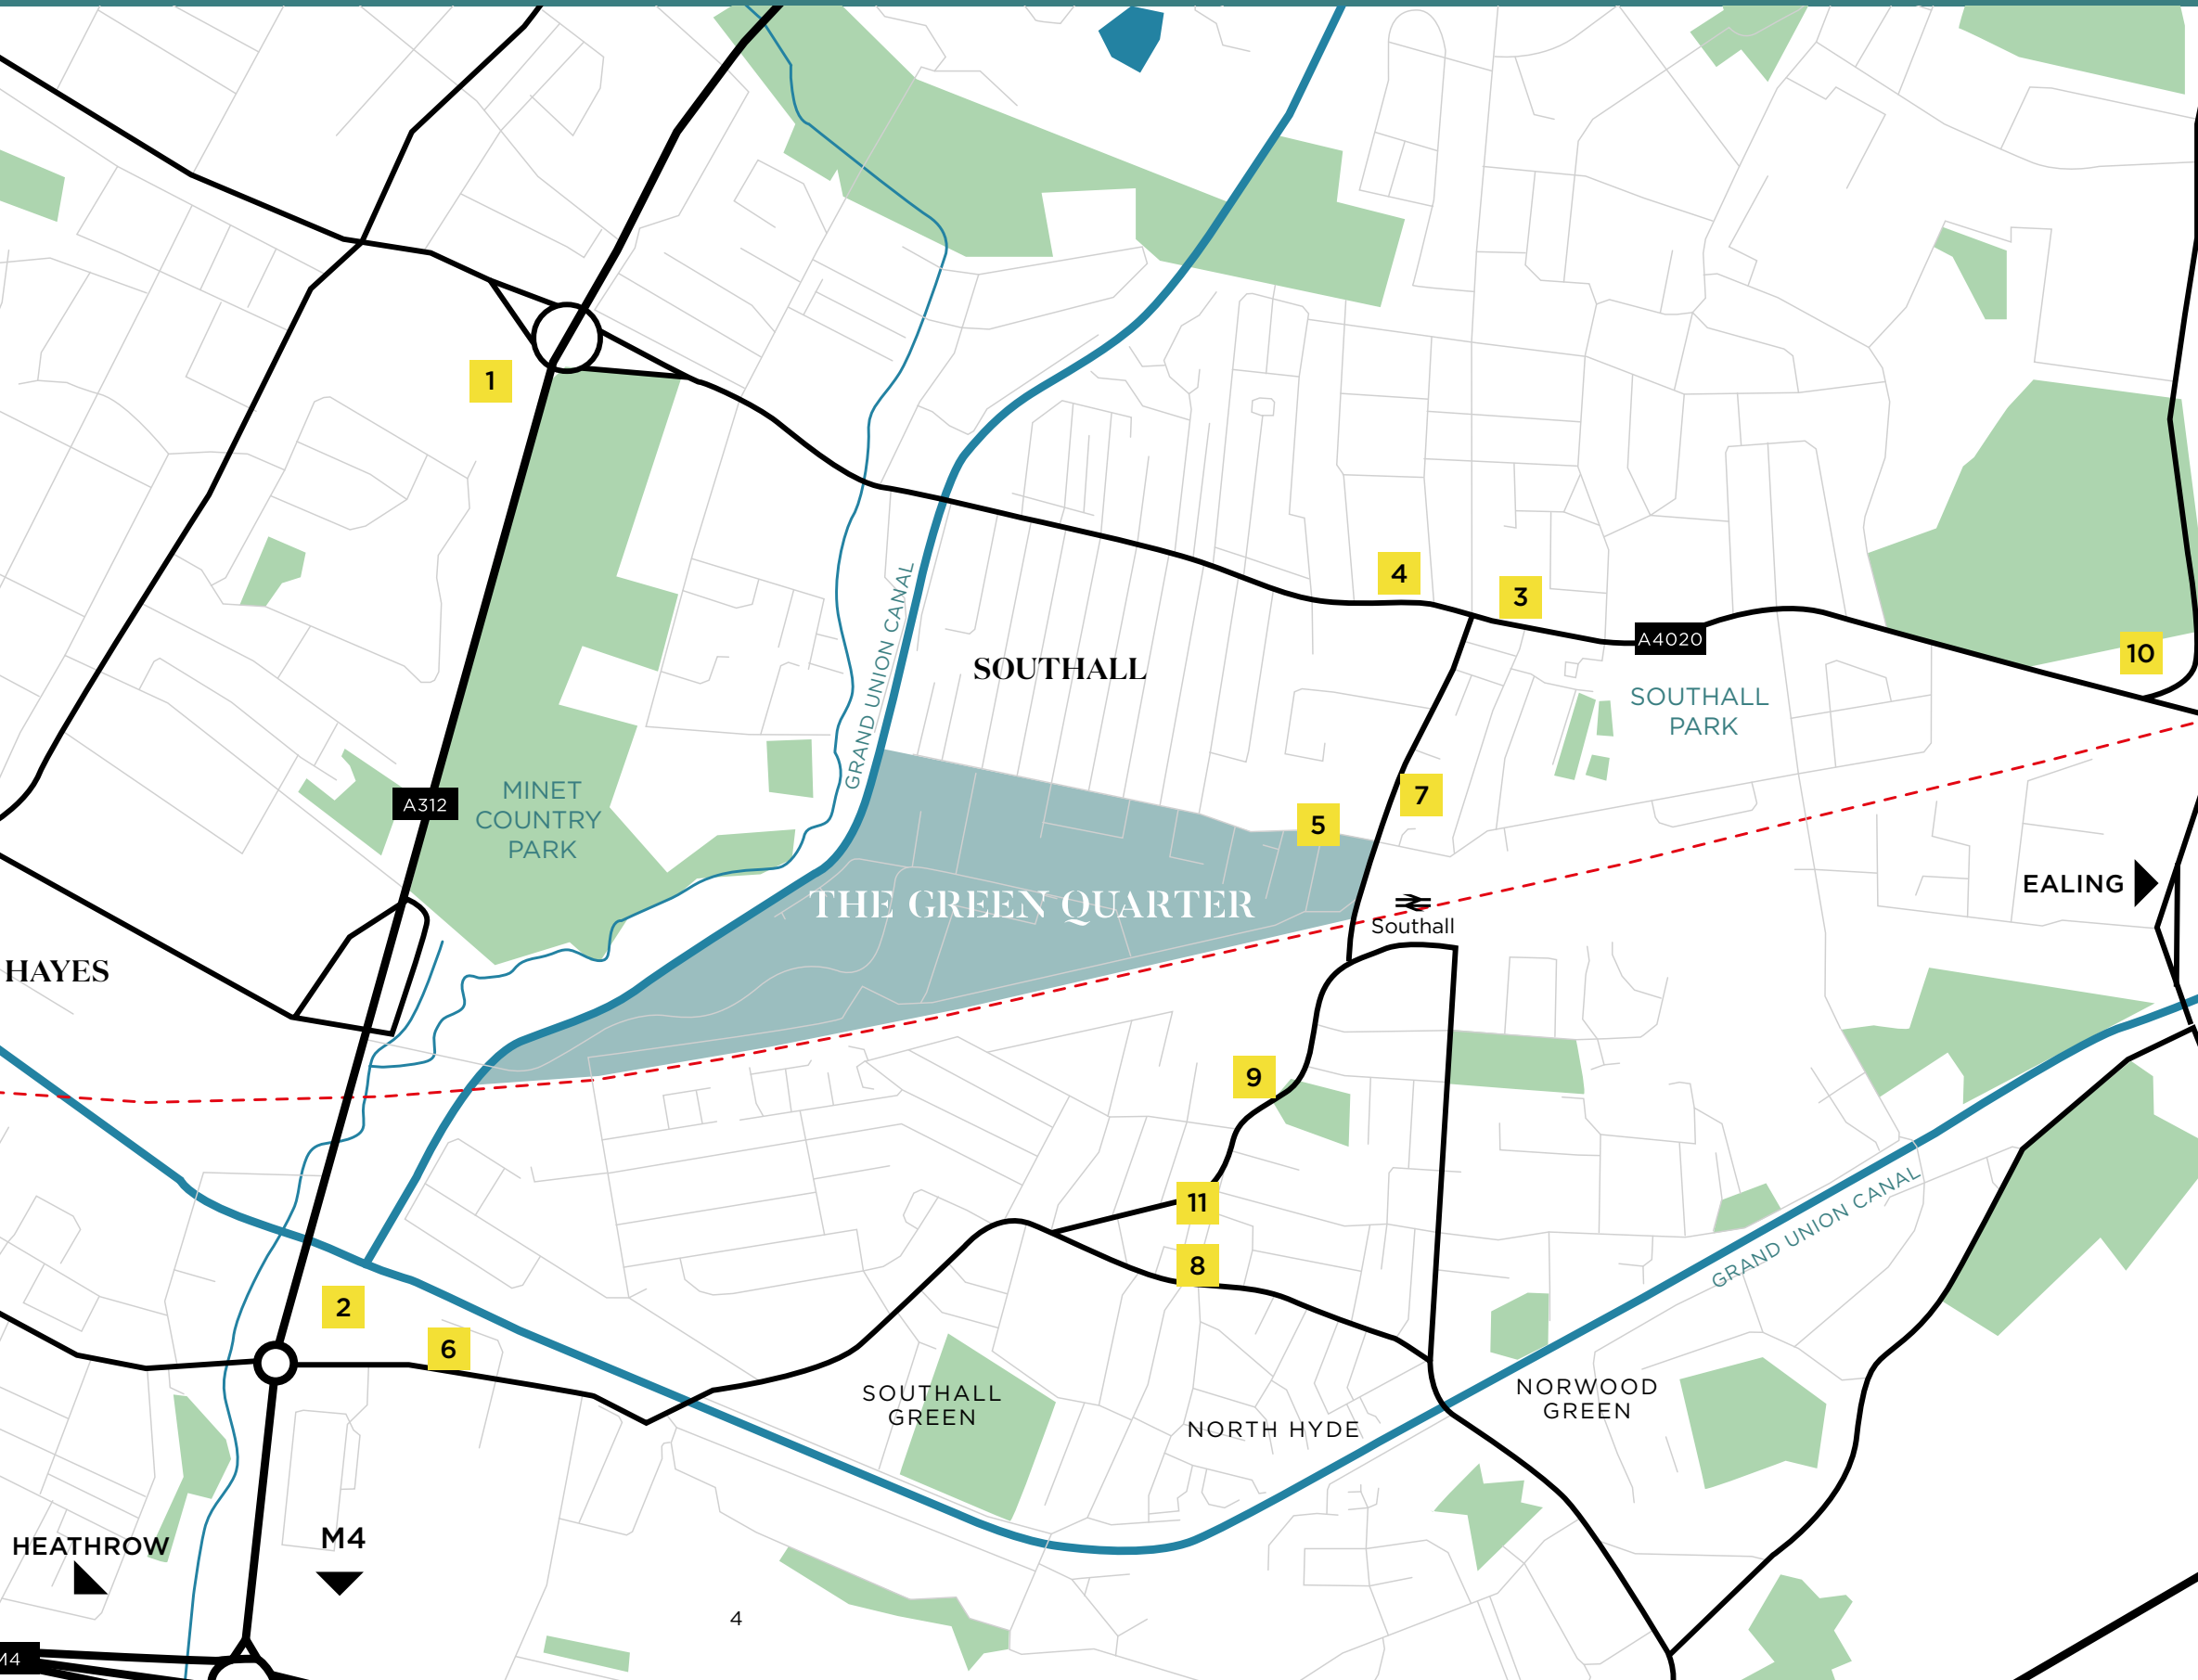 1
4
3
A4020
10
SOUTHALL
SOUTHALL
PARK
GRAND UNION CANAL
A312
MINET
COUNTRY
PARK
7
5
THE GREEN QUARTER
Southall
EALING
HAYES
9
11
8
GRAND UNION CANAL
2
6
SOUTHALL
GREEN
NORTH HYDE
NORWOOD
GREEN
HEATHROW
M4
4
M4